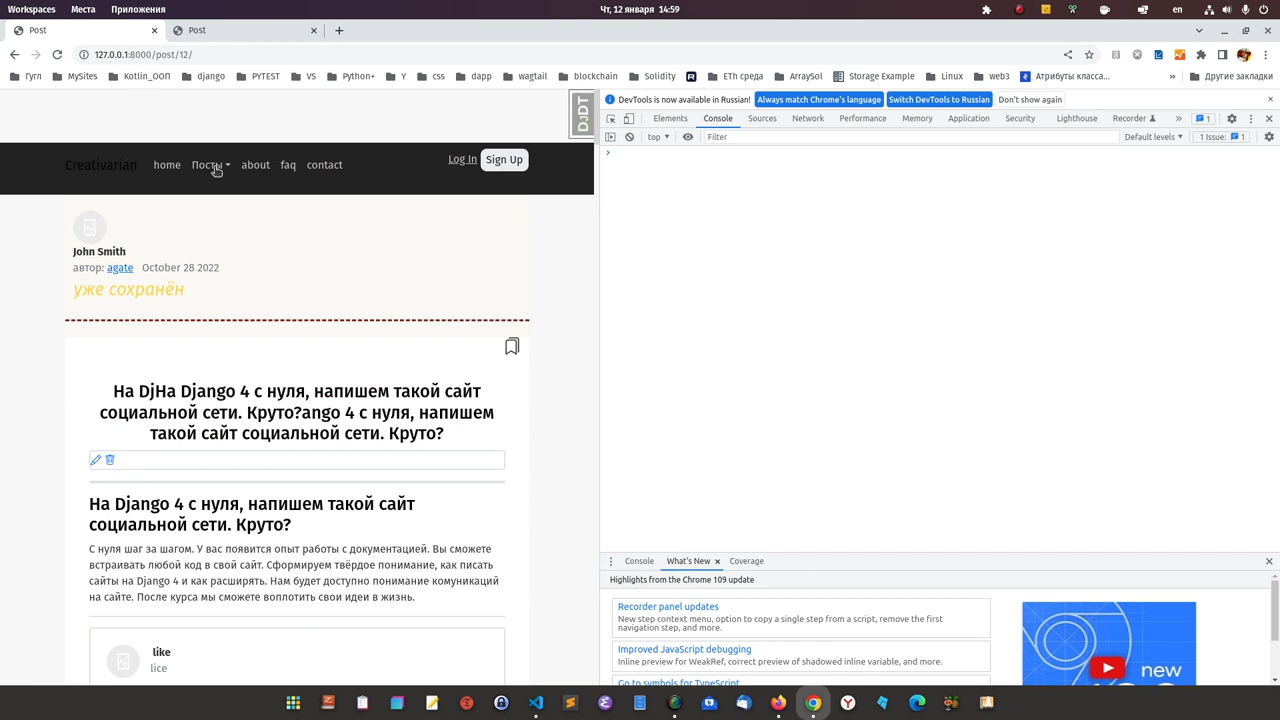 Workspaces Места Приложения Чт, 12 января 14:59 en
Post Post
127.0.0.1:8000/post/12/
Гугл MySites Kotlin_ООП django PYTEST VS Python+ Y css dapp wagtail blockchain Solidity ETh среда ArraySol Storage Example Linux web3 Атрибуты класса... » Другие закладки
DevTools is now available in Russian! Always match Chrome's language Switch DevTools to Russian Don't show again
Elements Console Sources Network Performance Memory Application Security Lighthouse Recorder » 1
top Filter Default levels 1 Issue: 1
DJDT
Creativarian home Посты about faq contact Log In Sign Up
John Smith
автор: agate October 28 2022
уже сохранён
На DjНа Django 4 с нуля, напишем такой сайт
социальной сети. Круто?ango 4 с нуля, напишем
такой сайт социальной сети. Круто?
На Django 4 с нуля, напишем такой сайт
социальной сети. Круто?
С нуля шаг за шагом. У вас появится опыт работы с документацией. Вы сможете
встраивать любой код в свой сайт. Сформируем твёрдое понимание, как писать
сайты на Django 4 и как расширять. Нам будет доступно понимание комуникаций
на сайте. После курса мы сможете воплотить свои идеи в жизнь.
like
lice
Console What's New Coverage
Highlights from the Chrome 109 update
Recorder panel updates
New step context menu, option to copy a single step from a script, remove the first
navigation step, and more.
Improved JavaScript debugging
Inline preview for WeakRef, correct preview of shadowed inline variable, and more.
Go to symbols for TypeScript
new